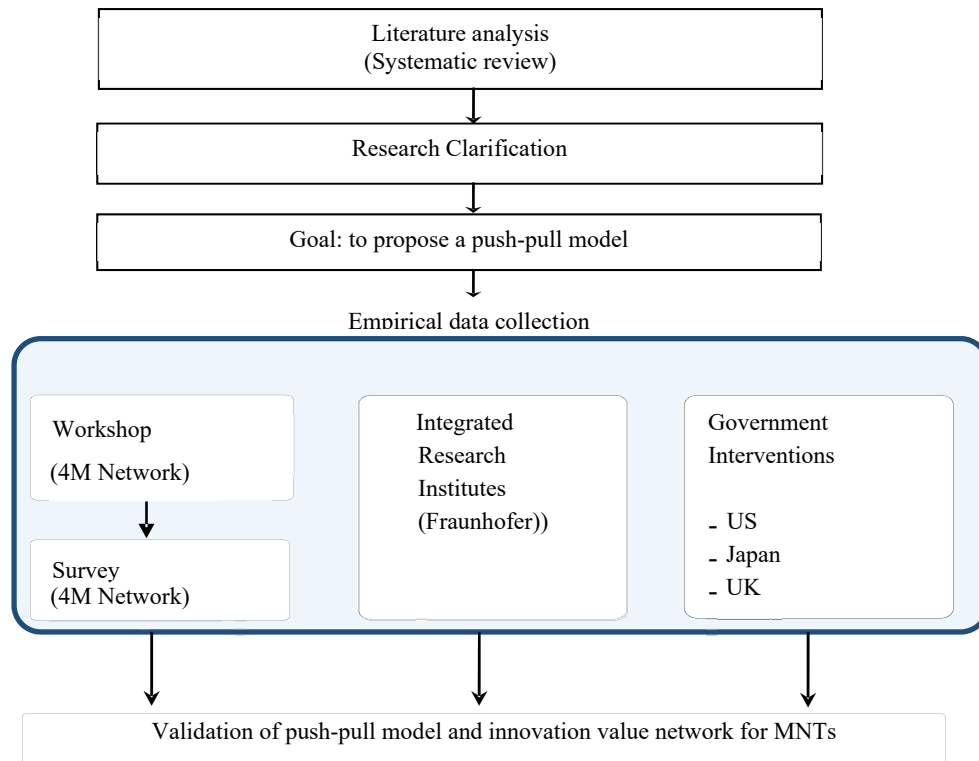 Literature analysis
(Systematic review)
Research Clarification
Goal: to propose a push-pull model
Empirical data collection
Workshop
(4M Network)
Survey
(4M Network)
Integrated
Research
Institutes
(Fraunhofer))
Government
Interventions
- US
- Japan
- UK
Validation of push-pull model and innovation value network for MNTs